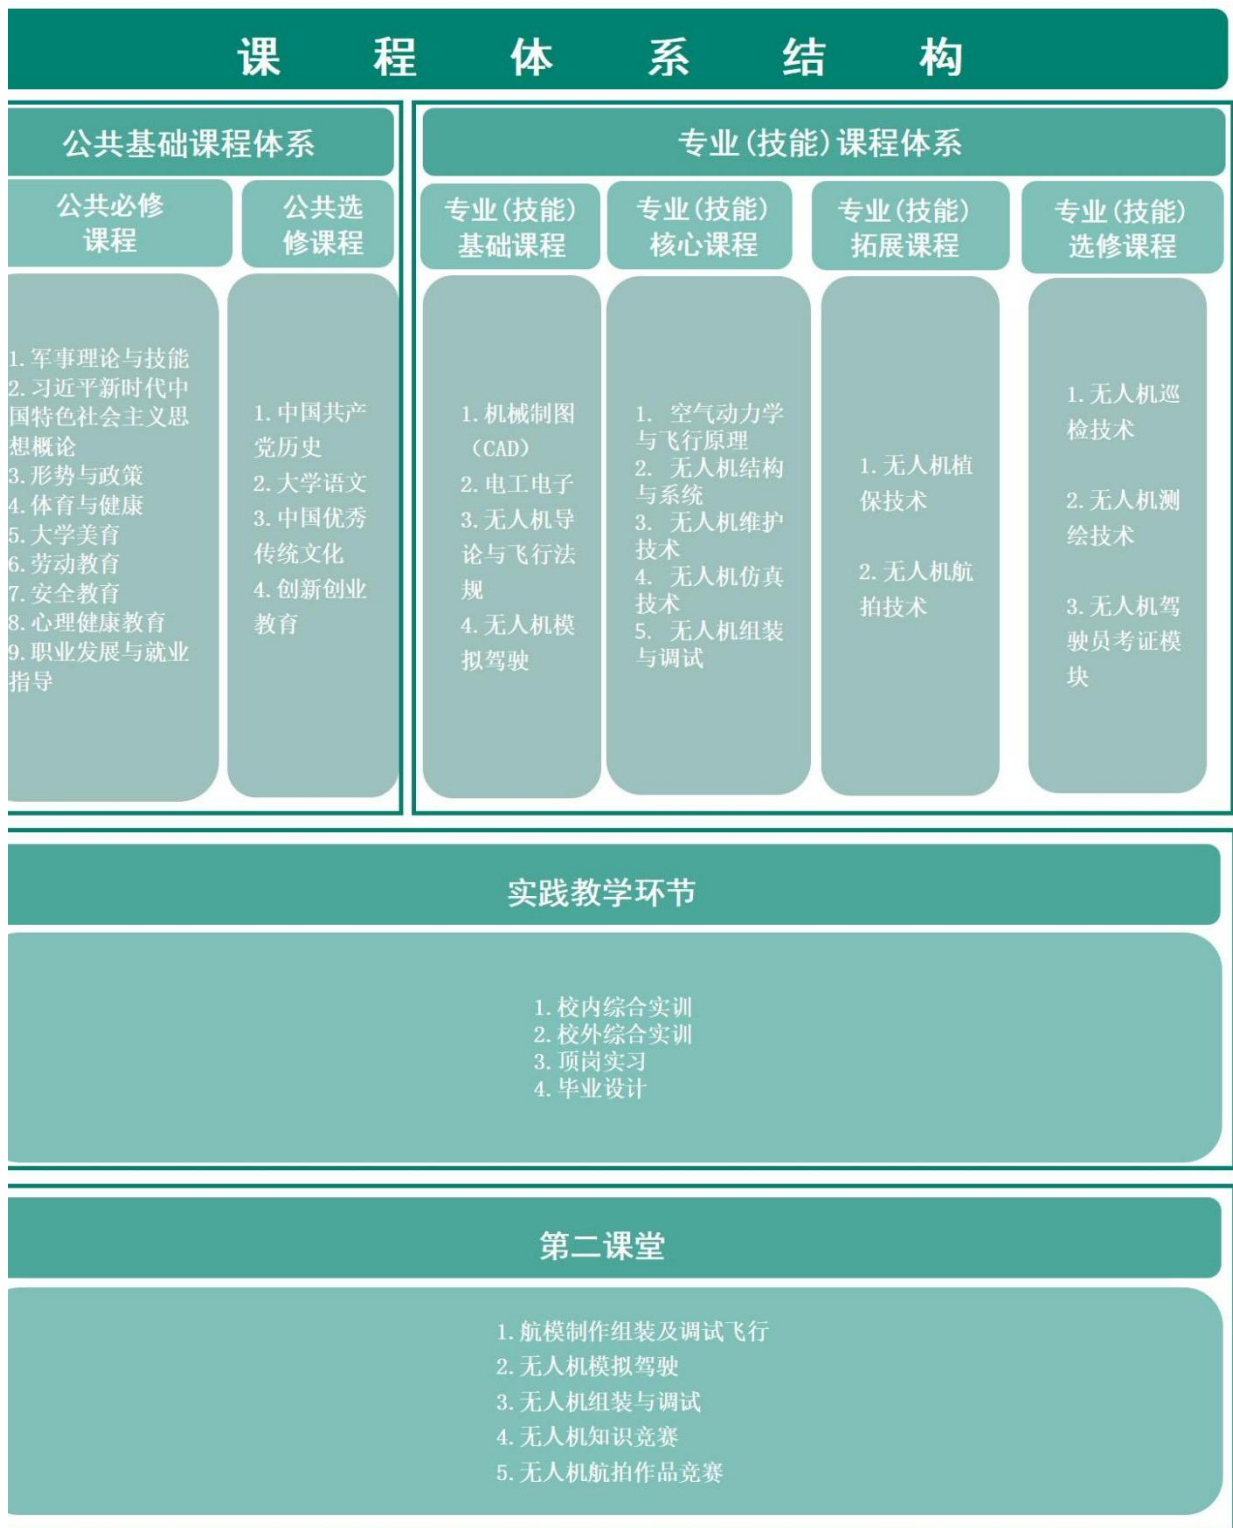 课程体系结构
公共基础课程体系
公共必修
课程
1.军事理论与技能
2.习近平新时代中
国特色社会主义思
想概论
3.形势与政策
4.体育与健康
5.大学美育
6.劳动教育
7.安全教育
8.心理健康教育
9.职业发展与就业
指导
公共选
修课程
1.中国共产
党历史
2.大学语文
3.中国优秀
传统文化
4.创新创业
教育
专业(技能)课程体系
专业(技能)
基础课程
1.机械制图
（CAD）
2.电工电子
3.无人机导
论与飞行法
规
4.无人机模
拟驾驶
专业(技能)
核心课程
1. 空气动力学
与飞行原理
2. 无人机结构
与系统
3. 无人机维护
技术
4. 无人机仿真
技术
5. 无人机组装
与调试
专业(技能)
拓展课程
1.无人机植
保技术
2.无人机航
拍技术
专业(技能)
选修课程
1.无人机巡
检技术
2.无人机测
绘技术
3.无人机驾
驶员考证模
块
实践教学环节
1.校内综合实训
2.校外综合实训
3.顶岗实习
4.毕业设计
第二课堂
1.航模制作组装及调试飞行
2.无人机模拟驾驶
3.无人机组装与调试
4.无人机知识竞赛
5.无人机航拍作品竞赛